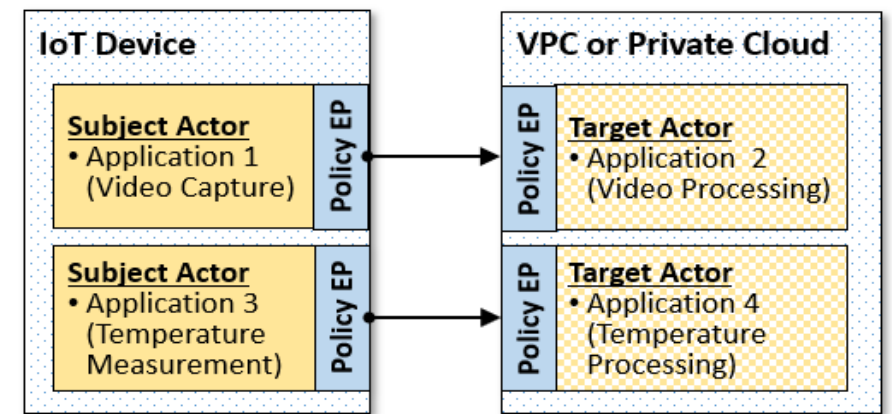 IoT Device
Subject Actor
• Application 1
(Video Capture)
Policy EP
Subject Actor
• Application 3
(Temperature
Measurement)
Policy EP
VPC or Private Cloud
Policy EP
Target Actor
• Application 2
(Video Processing)
Policy EP
Target Actor
• Application 4
(Temperature
Processing)